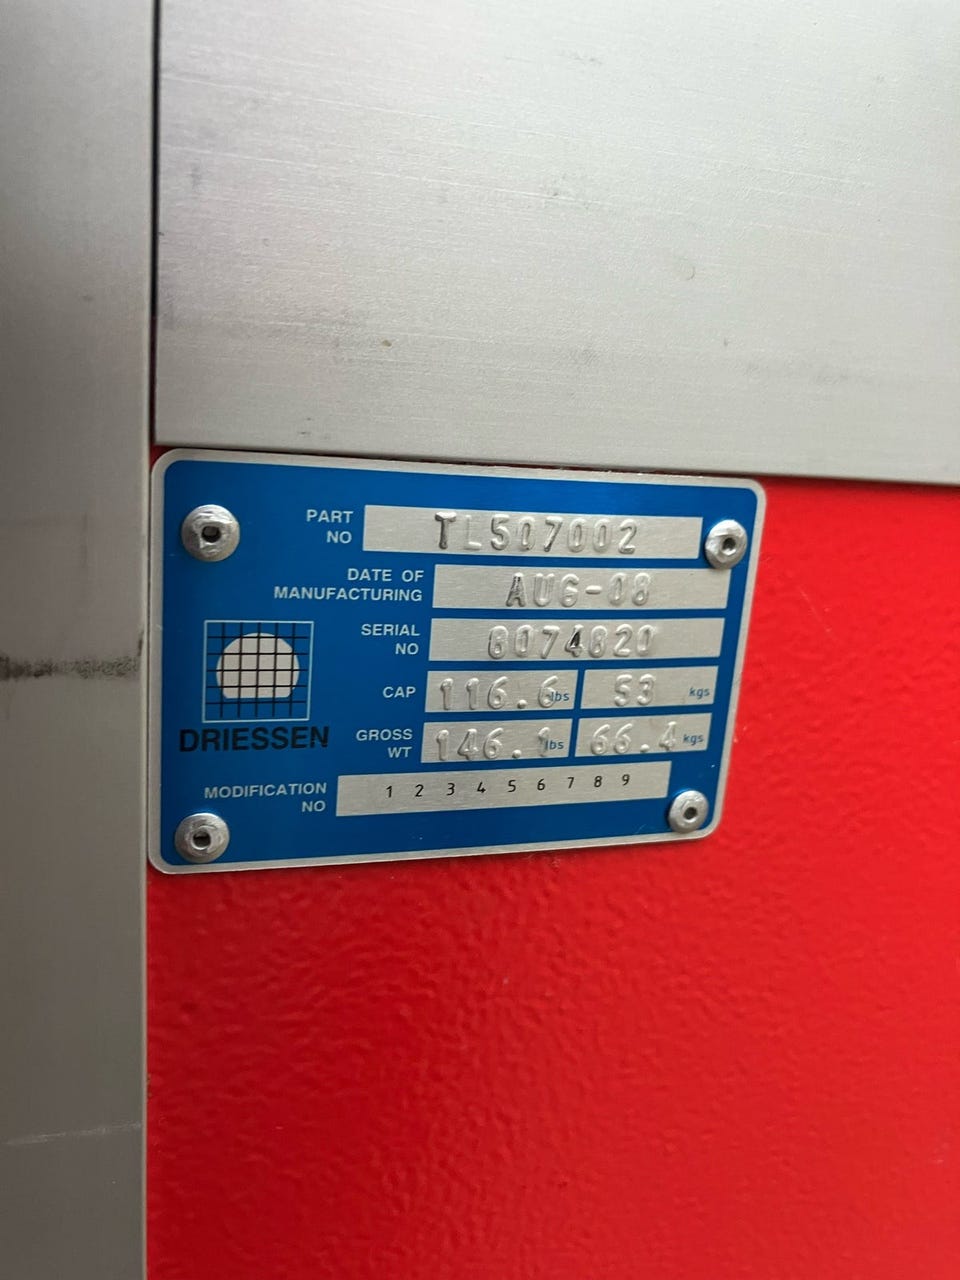 PART NO TL507002
DATE OF MANUFACTURING AUG-08
SERIAL NO 8074820
CAP 116.6 lbs 53 kgs
GROSS WT 146.1 lbs 66.4 kgs
MODIFICATION NO 1 2 3 4 5 6 7 8 9
DRIESSEN